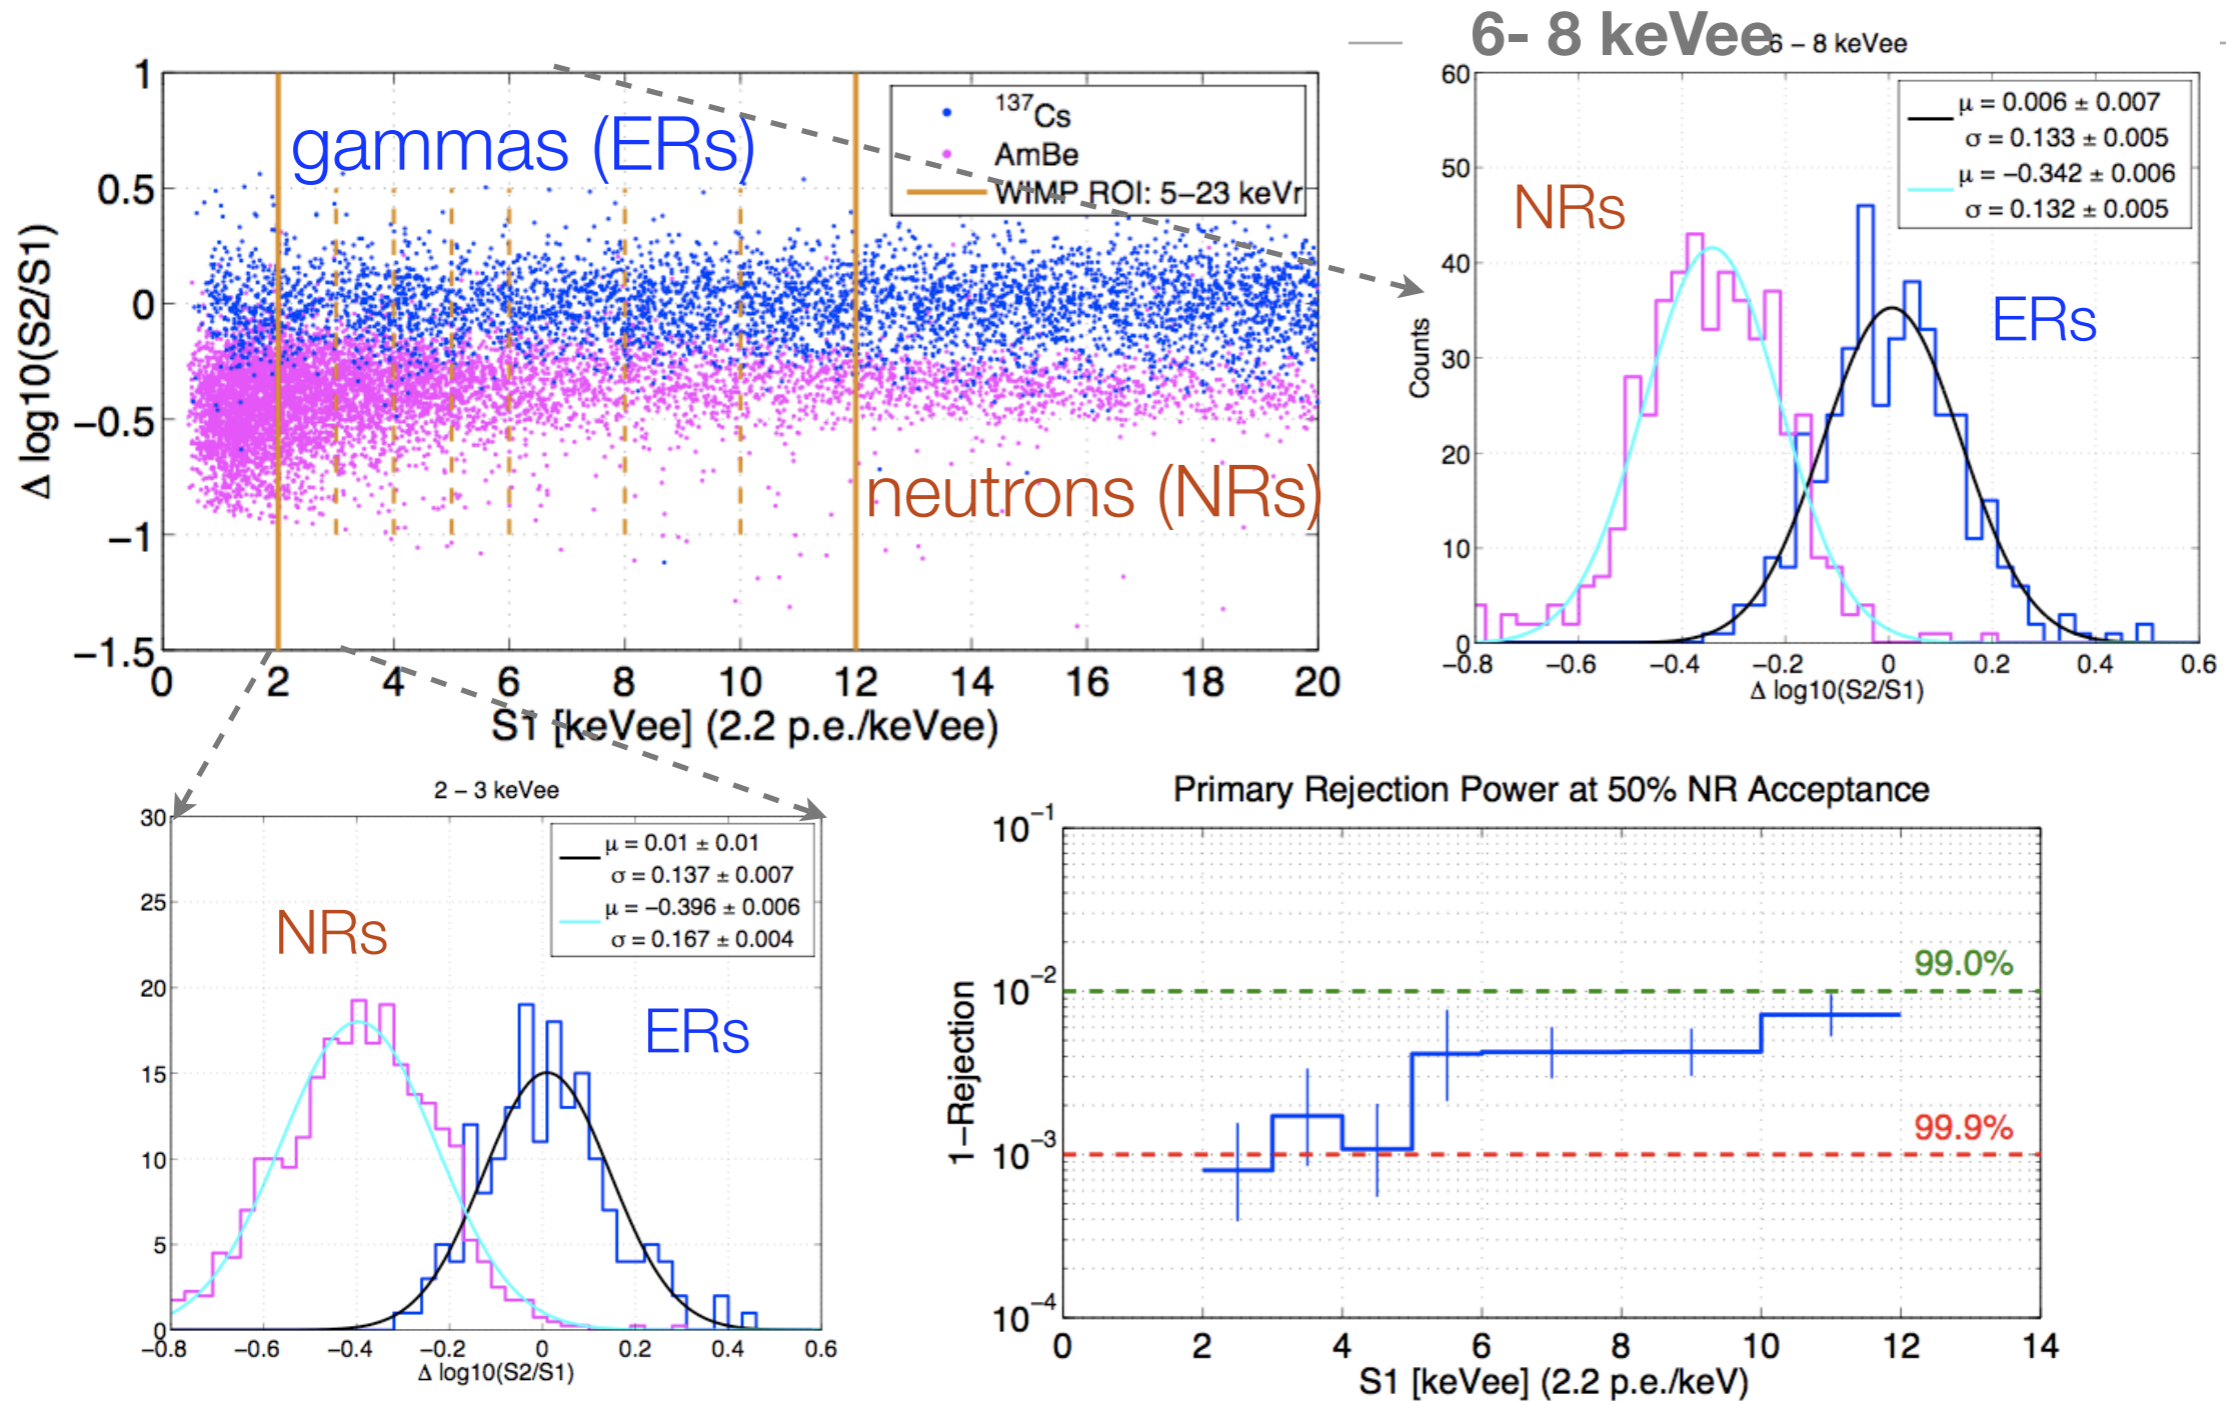 6- 8 keVee
6 – 8 keVee
1
0.5
0
−0.5
−1
−1.5
Δ log10(S2/S1)
gammas (ERs)
neutrons (NRs)
137Cs
AmBe
WIMP ROI: 5–23 keVr
0 2 4 6 8 10 12 14 16 18 20
S1 [keVee] (2.2 p.e./keVee)
60
50
40
30
20
10
0
Counts
NRs
ERs
μ = 0.006 ± 0.007
σ = 0.133 ± 0.005
μ = −0.342 ± 0.006
σ = 0.132 ± 0.005
−0.8 −0.6 −0.4 −0.2 0 0.2 0.4 0.6
Δ log10(S2/S1)
2 – 3 keVee
30
25
20
15
10
5
0
NRs
ERs
μ = 0.01 ± 0.01
σ = 0.137 ± 0.007
μ = −0.396 ± 0.006
σ = 0.167 ± 0.004
−0.8 −0.6 −0.4 −0.2 0 0.2 0.4 0.6
Δ log10(S2/S1)
Primary Rejection Power at 50% NR Acceptance
10−1
10−2
10−3
10−4
1−Rejection
99.0%
99.9%
0 2 4 6 8 10 12 14
S1 [keVee] (2.2 p.e./keV)